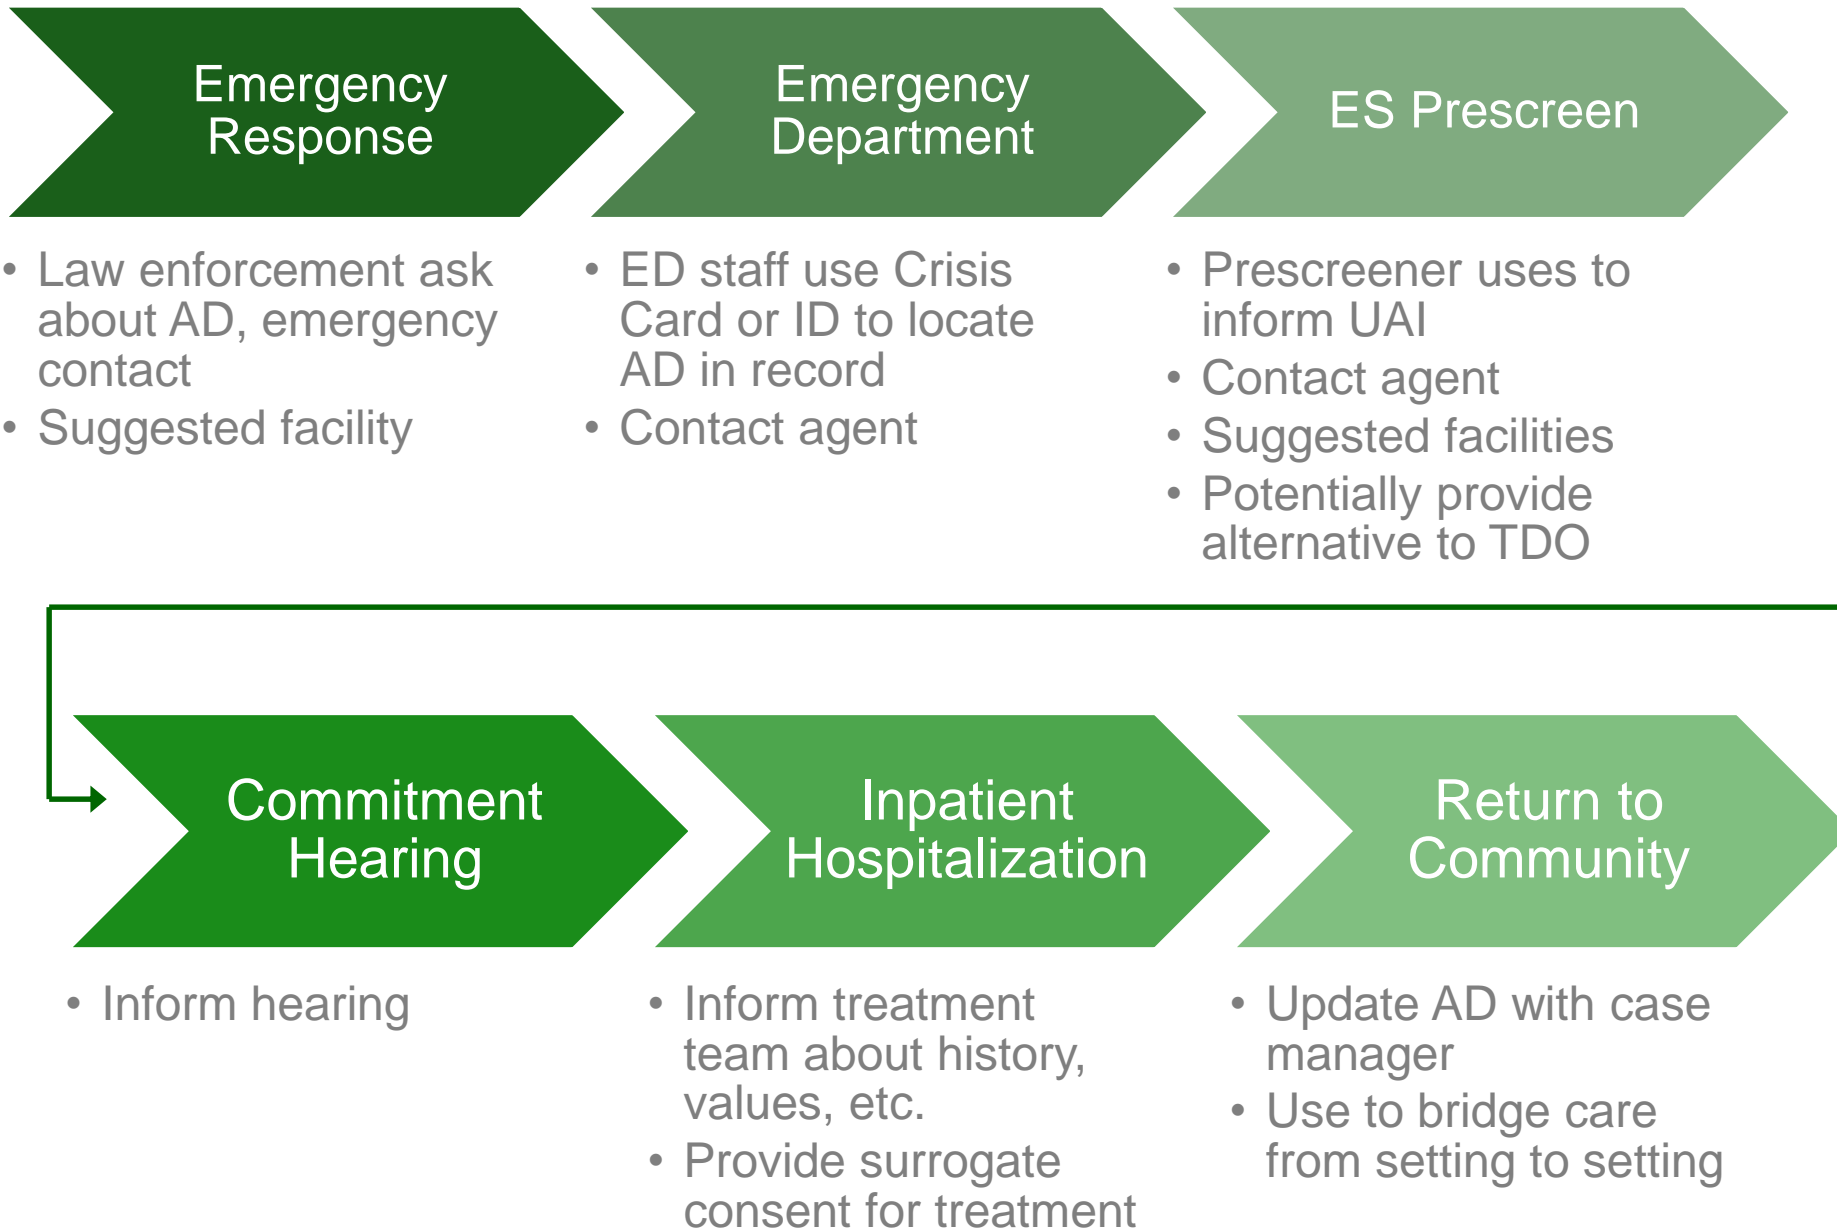 Emergency
Response
Emergency
Department
ES Prescreen
• Law enforcement ask
about AD, emergency
contact
• Suggested facility
• ED staff use Crisis
Card or ID to locate
AD in record
• Contact agent
• Prescreener uses to
inform UAI
• Contact agent
• Suggested facilities
• Potentially provide
alternative to TDO
Commitment
Hearing
Inpatient
Hospitalization
Return to
Community
• Inform hearing
• Inform treatment
team about history,
values, etc.
• Provide surrogate
consent for treatment
• Update AD with case
manager
• Use to bridge care
from setting to setting